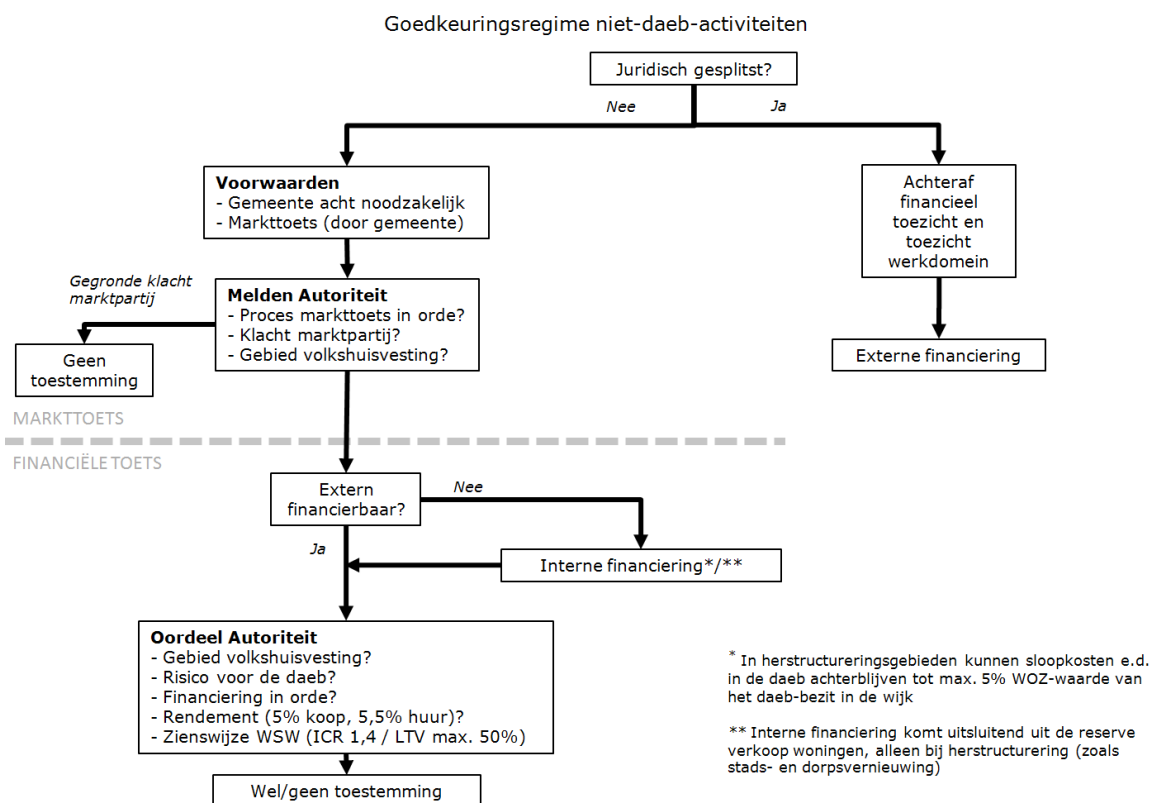 Goedkeuringsregime niet-daeb-activiteiten
Juridisch gesplitst?
Nee
Ja
Voorwaarden
- Gemeente acht noodzakelijk
- Markttoets (door gemeente)
Achteraf
financieel
toezicht en
toezicht
werkdomein
Gegronde klacht
marktpartij
Melden Autoriteit
- Proces markttoets in orde?
- Klacht marktpartij?
- Gebied volkshuisvesting?
Geen
toestemming
Externe financiering
MARKTTOETS
FINANCIËLE TOETS
Extern
financierbaar?
Nee
Ja
Interne financiering*/**
Oordeel Autoriteit
- Gebied volkshuisvesting?
- Risico voor de daeb?
- Financiering in orde?
- Rendement (5% koop, 5,5% huur)?
- Zienswijze WSW (ICR 1,4 / LTV max. 50%)
Wel/geen toestemming
* In herstructureringsgebieden kunnen sloopkosten e.d.
in de daeb achterblijven tot max. 5% WOZ-waarde van
het daeb-bezit in de wijk
** Interne financiering komt uitsluitend uit de reserve
verkoop woningen, alleen bij herstructurering (zoals
stads- en dorpsvernieuwing)